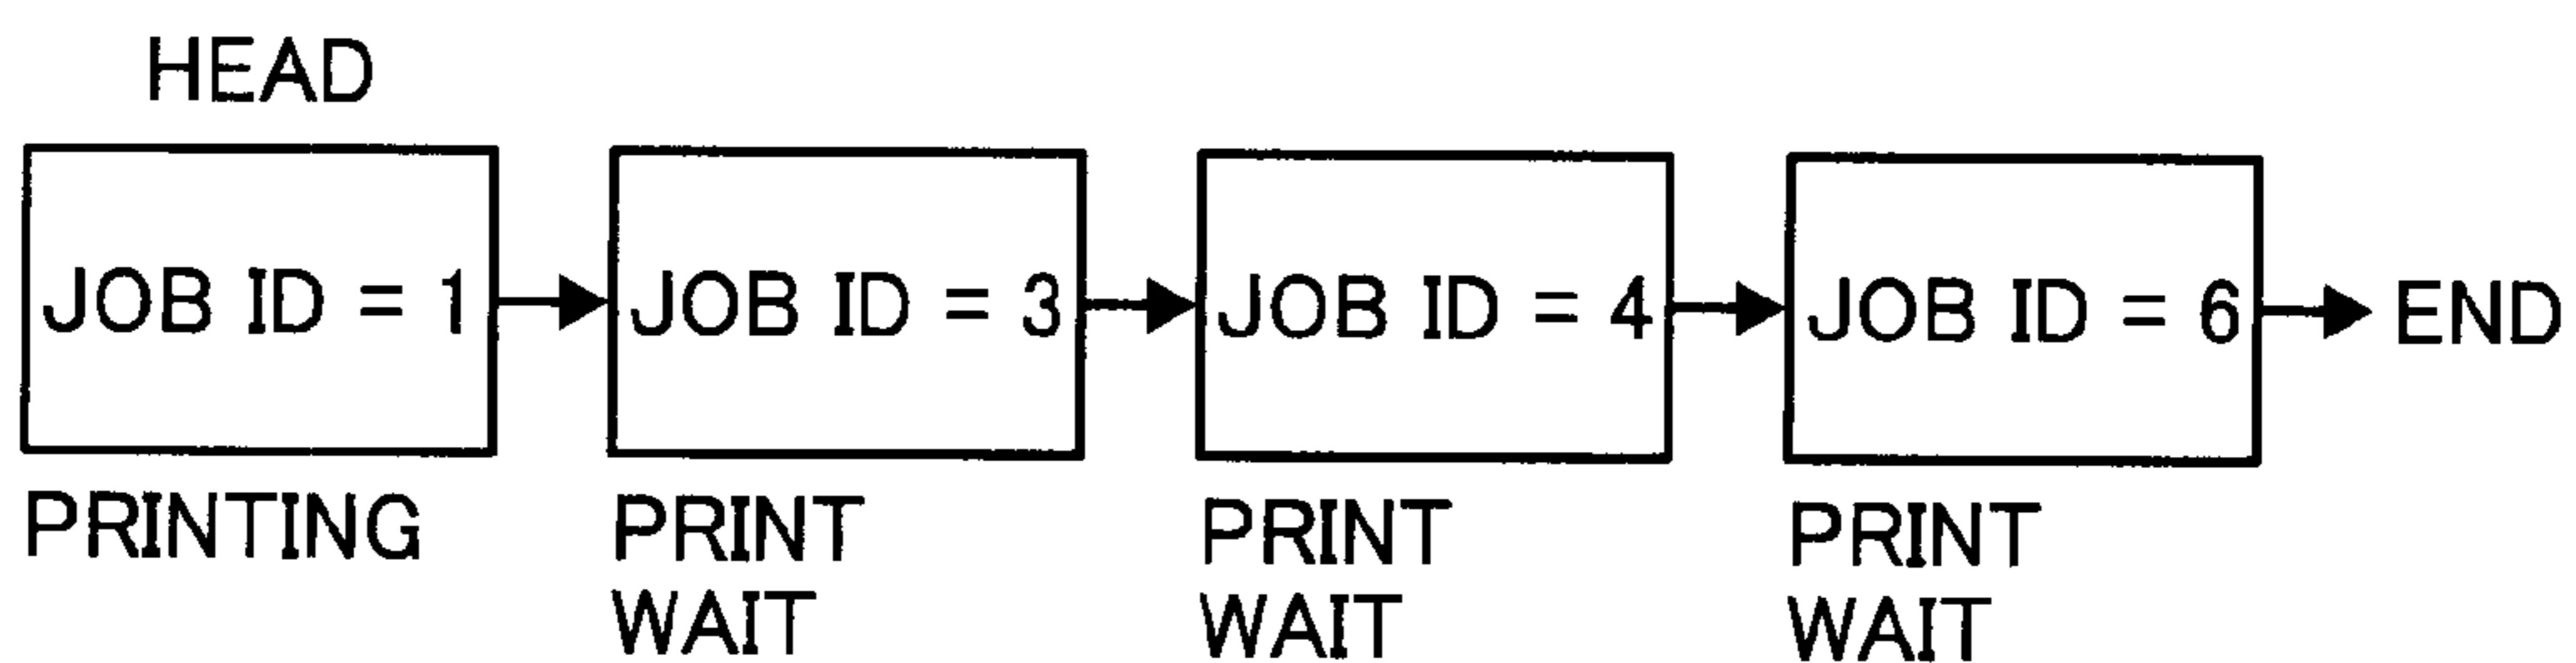 HEAD
JOB ID = 1
JOB ID = 3
JOB ID = 4
JOB ID = 6
END
PRINTING
PRINT
WAIT
PRINT
WAIT
PRINT
WAIT